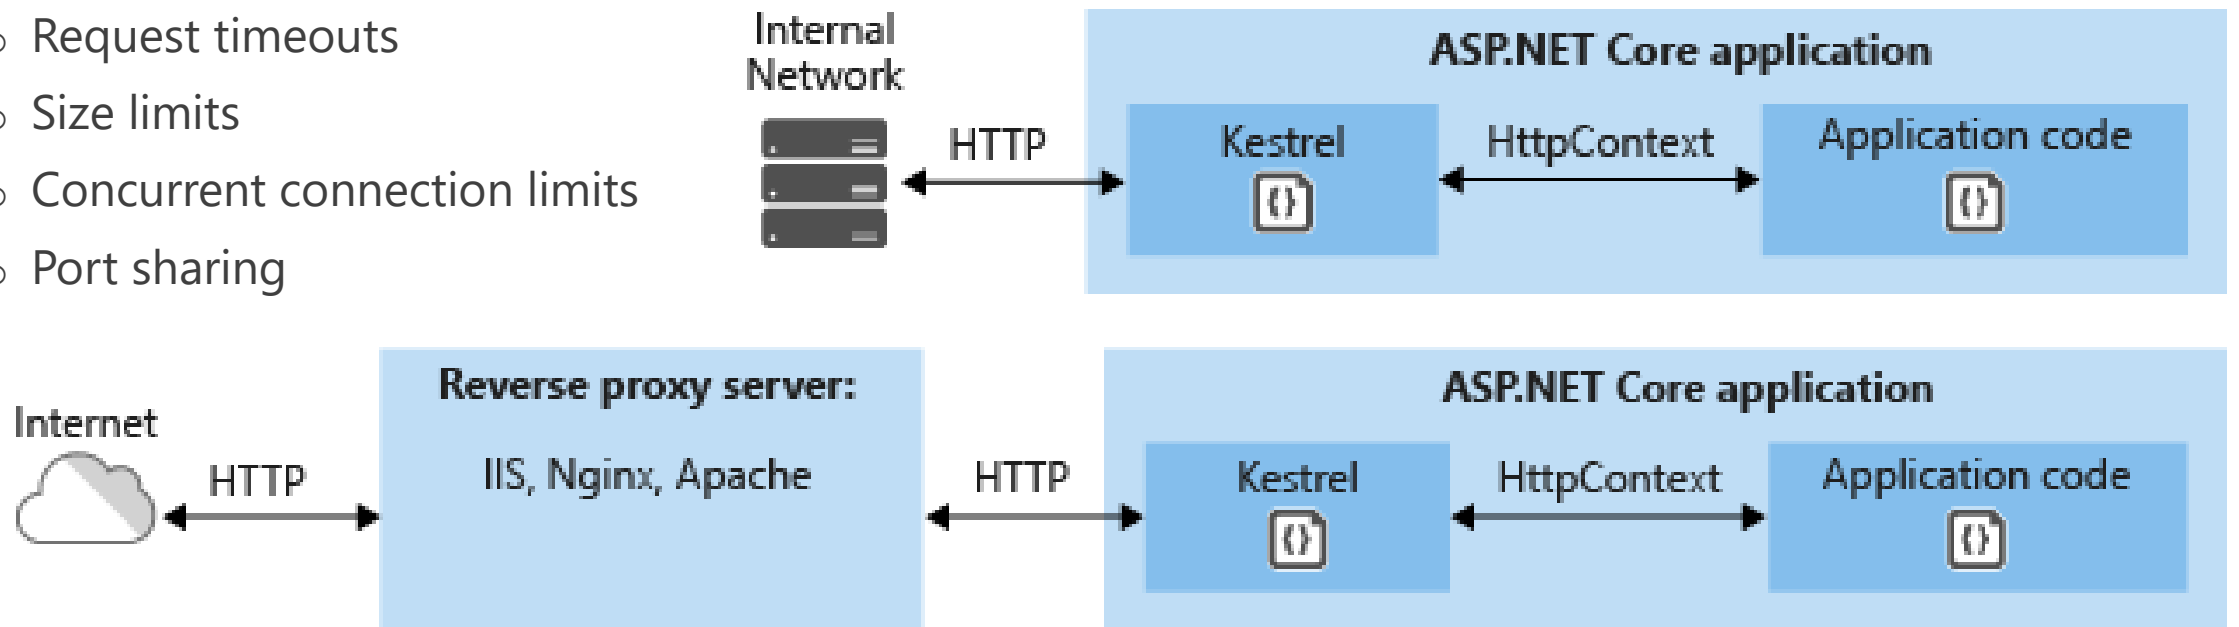 Request timeouts
Size limits
Concurrent connection limits
Port sharing
Internal
Network
HTTP
ASP.NET Core application
Kestrel
{}
HttpContext
Application code
{}
Internet
HTTP
Reverse proxy server:
IIS, Nginx, Apache
HTTP
ASP.NET Core application
Kestrel
{}
HttpContext
Application code
{}